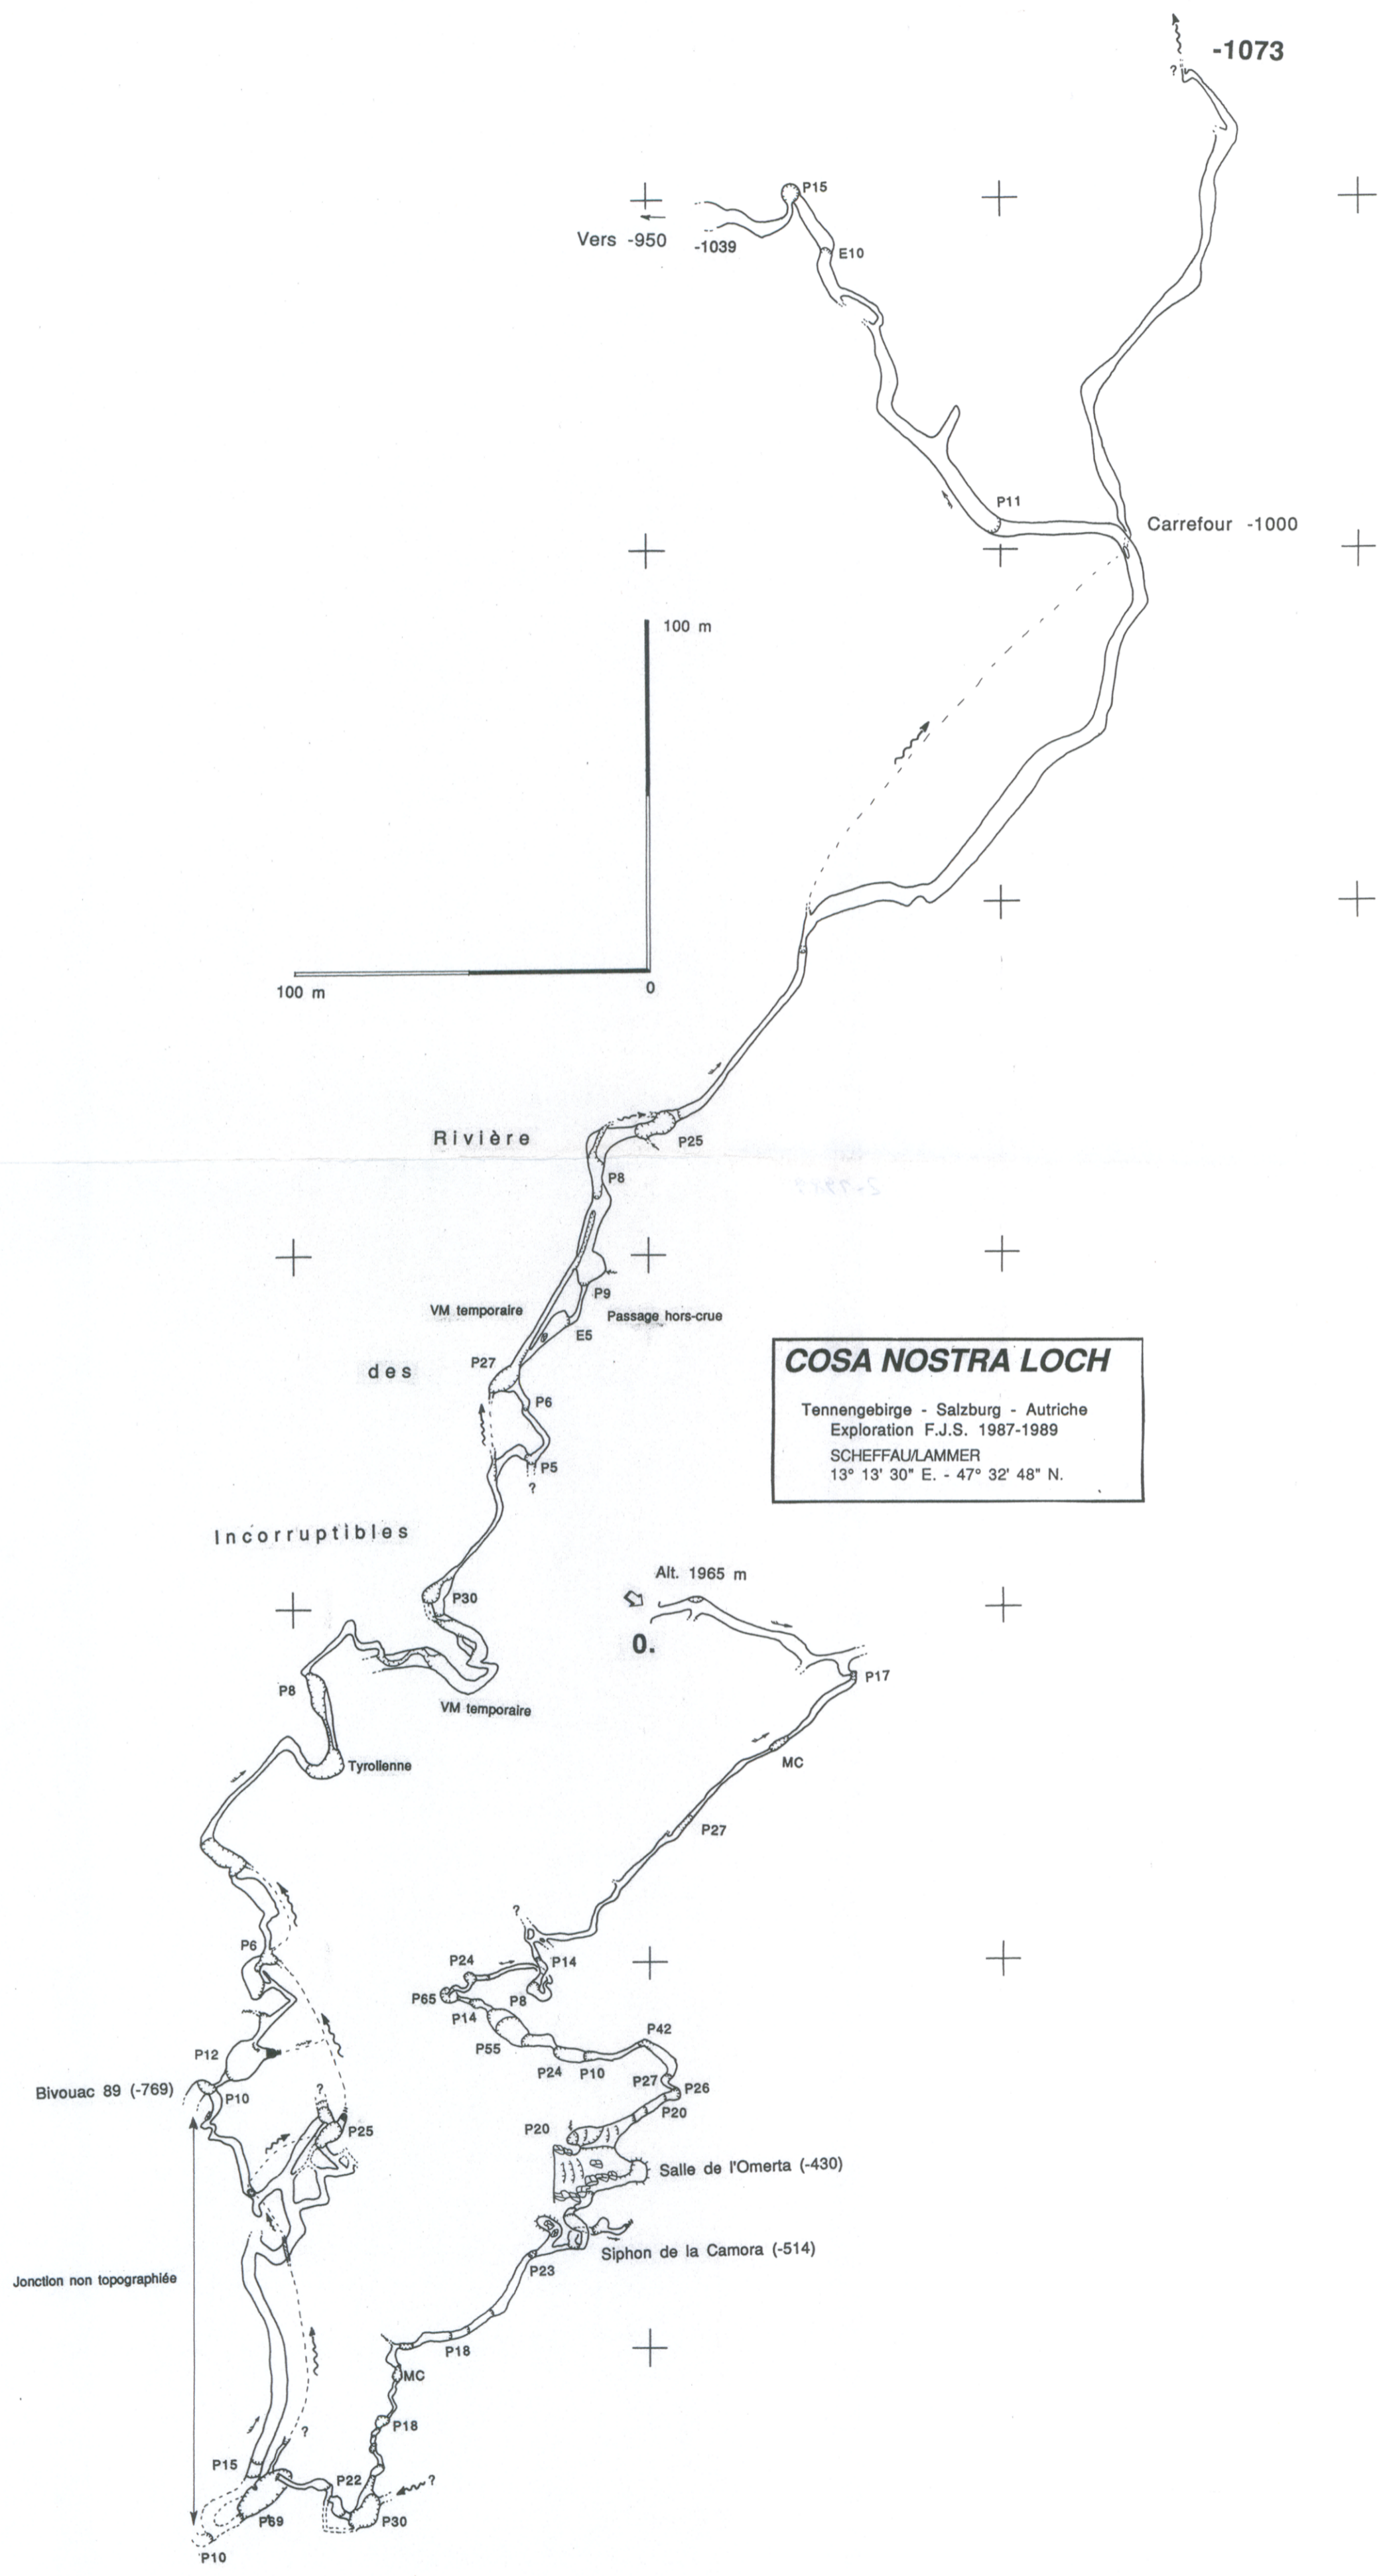 -1073
?
P15
Vers -950
-1039
E10
P11
Carrefour -1000
100 m
100 m
0
Rivière
P25
P8
P9
VM temporaire
Passage hors-crue
E5
des
P27
P6
P5
?
COSA NOSTRA LOCH
Tennengebirge - Salzburg - Autriche
Exploration F.J.S. 1987-1989
SCHEFFAU/LAMMER
13° 13' 30" E. - 47° 32' 48" N.
Incorruptibles
Alt. 1965 m
P30
0.
P17
P8
VM temporaire
Tyrolienne
MC
P27
?
D
P6
P24
P14
P65
P8
P14
P42
P55
P12
P24
P10
P27
P26
Bivouac 89 (-769)
P10
?
P20
P25
P20
Salle de l'Omerta (-430)
Siphon de la Camora (-514)
P23
Jonction non topographiée
P18
MC
P18
?
P15
P22
?
P69
P30
P10